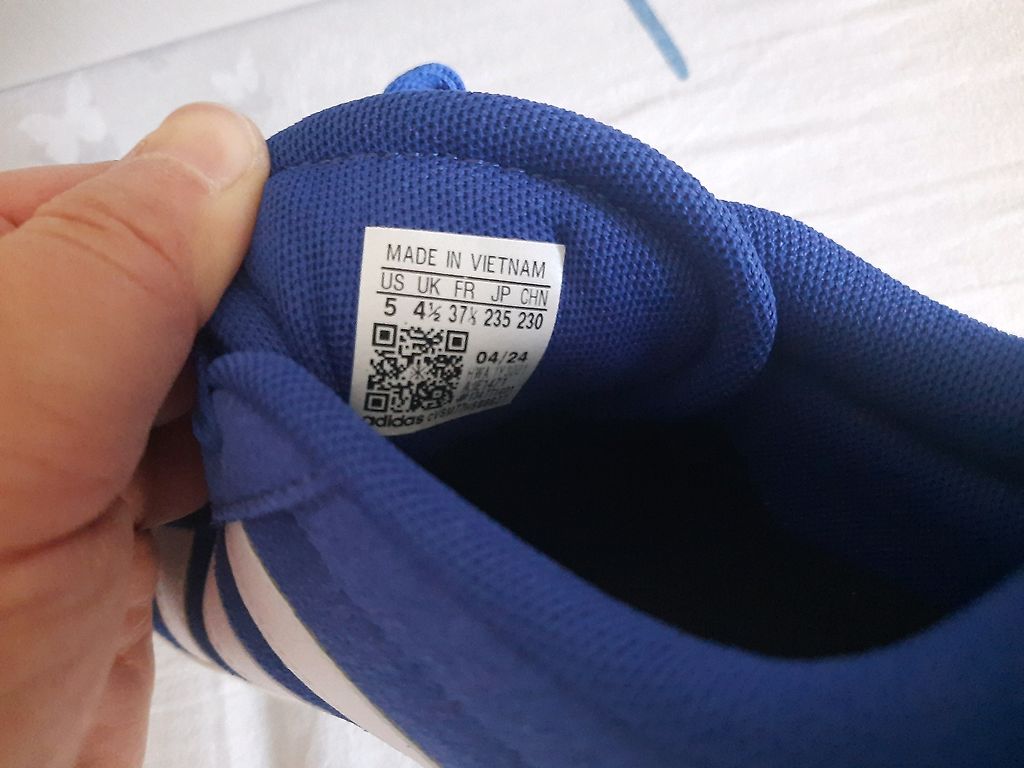 MADE IN VIETNAM
US UK FR JP CHN
5 4½ 37⅓ 235 230
04/24
adidas